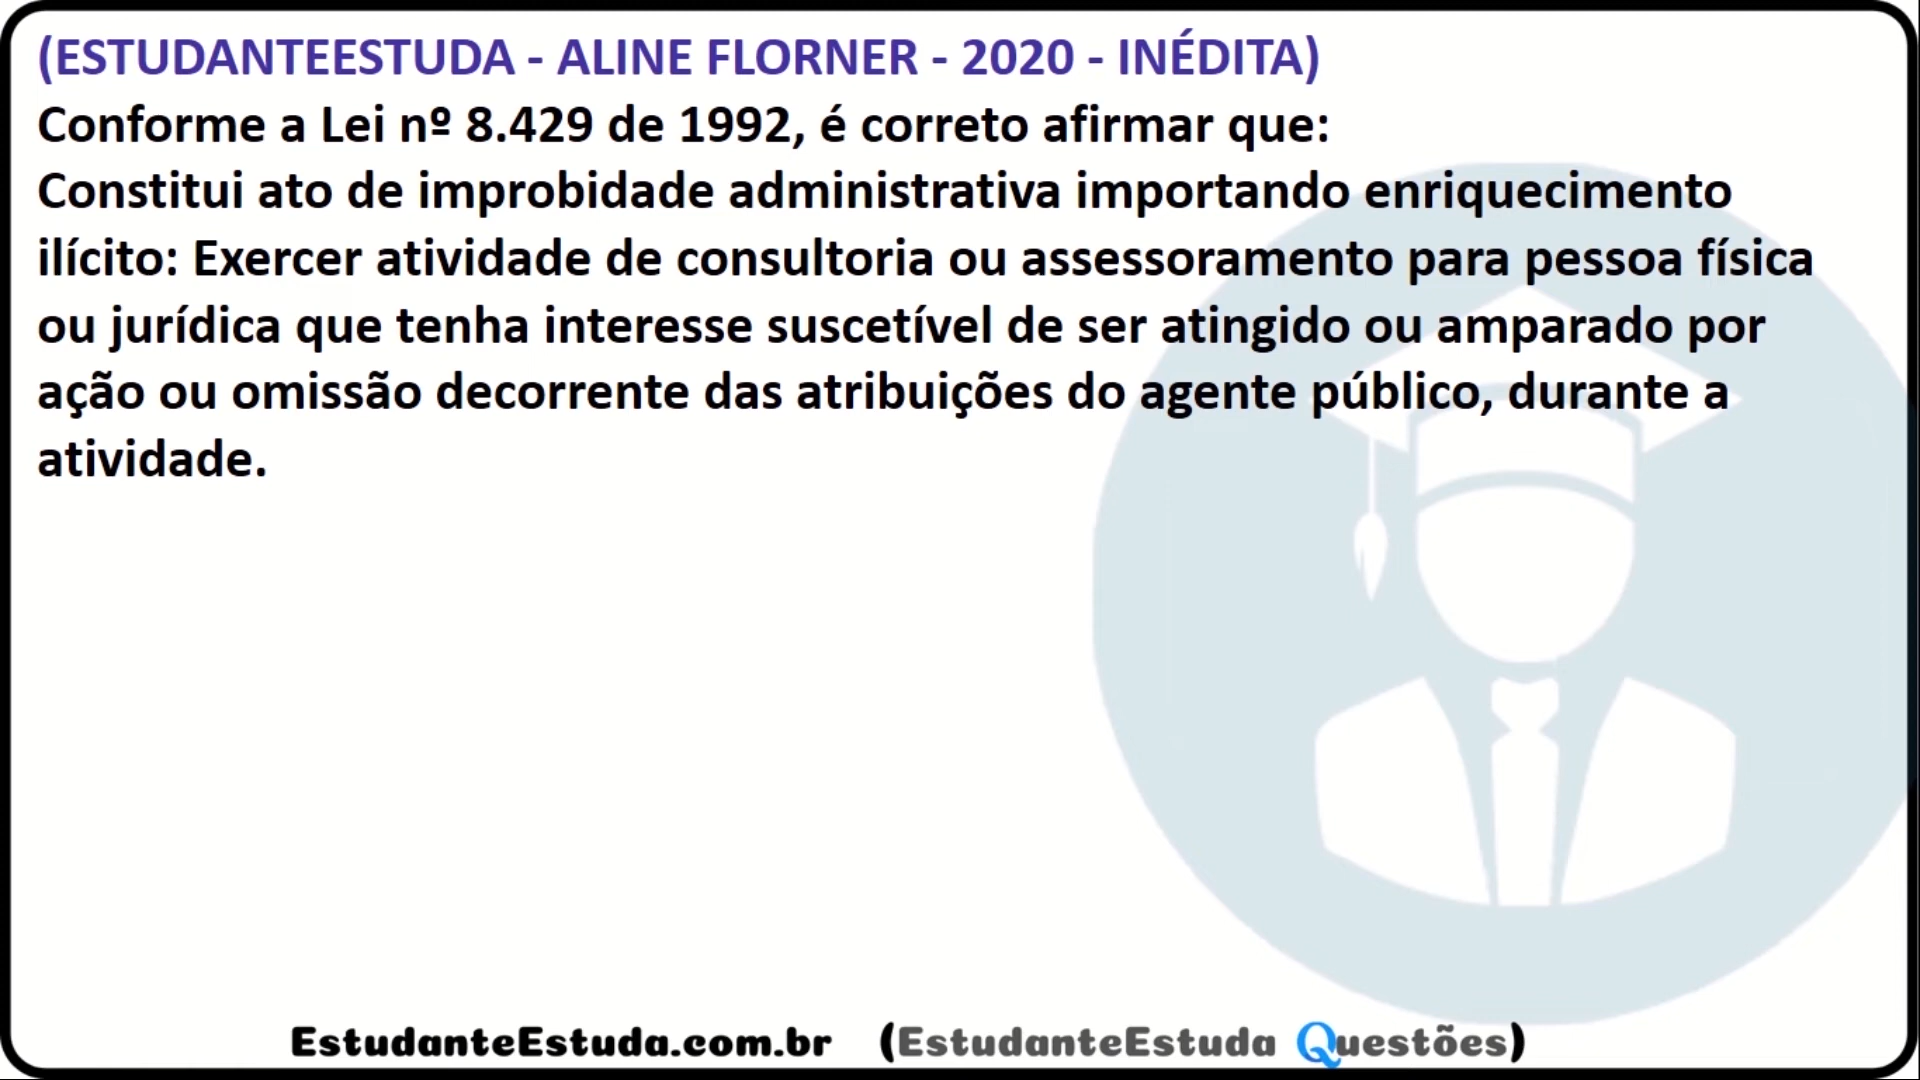 (ESTUDANTEESTUDA - ALINE FLORNER - 2020 - INÉDITA)
Conforme a Lei nº 8.429 de 1992, é correto afirmar que:
Constitui ato de improbidade administrativa importando enriquecimento
ilícito: Exercer atividade de consultoria ou assessoramento para pessoa física
ou jurídica que tenha interesse suscetível de ser atingido ou amparado por
ação ou omissão decorrente das atribuições do agente público, durante a
atividade.
EstudanteEstuda.com.br (EstudanteEstuda Questões)